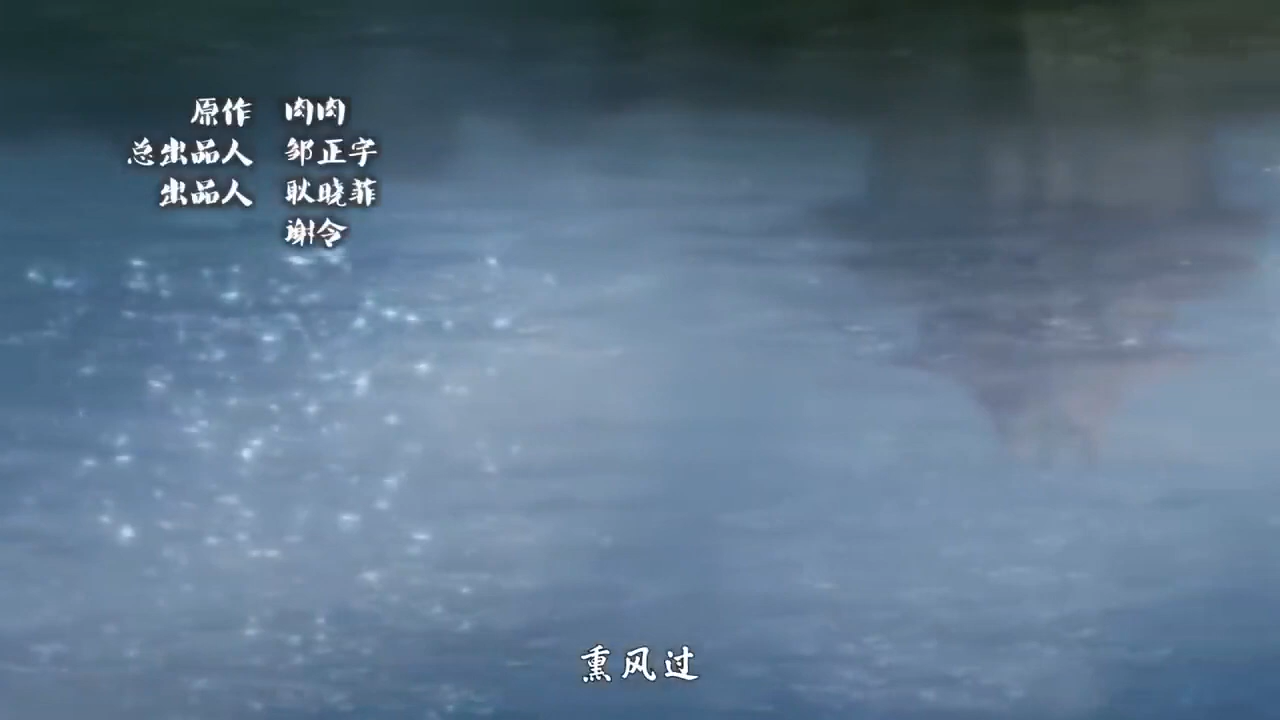 原作 肉肉
总出品人 邹正宇
出品人 耿晓菲
谢令
熏风过